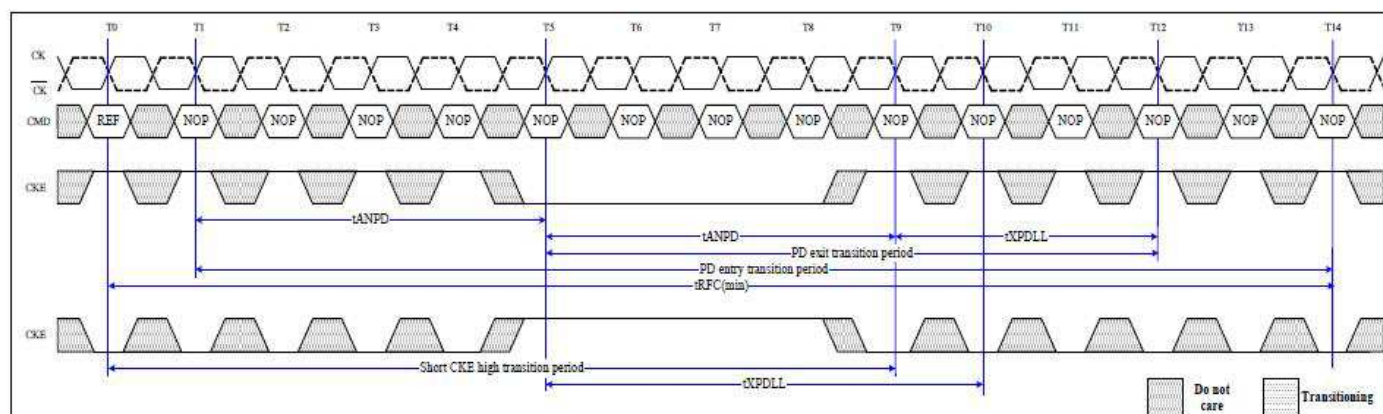 T0 T1 T2 T3 T4 T5 T6 T7 T8 T9 T10 T11 T12 T13 T14
CK
CK
CMD REF NOP NOP NOP NOP NOP NOP NOP NOP NOP NOP NOP NOP NOP NOP
CKE
tANPD
tANPD tXPDLL
PD exit transition period
PD entry transition period
tRFC(min)
CKE
Short CKE high transition period
tXPDLL
Do not care
Transitioning